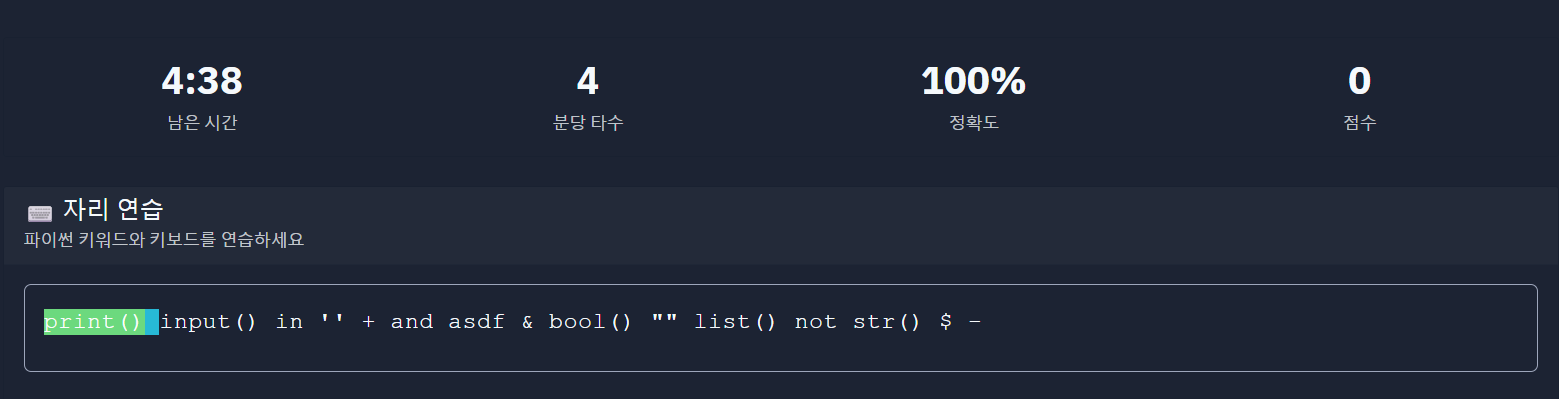 4:38
남은 시간
4
분당 타수
100%
정확도
0
점수
자리 연습
파이썬 키워드와 키보드를 연습하세요
print() input() in '' + and asdf & bool() "" list() not str() $ -